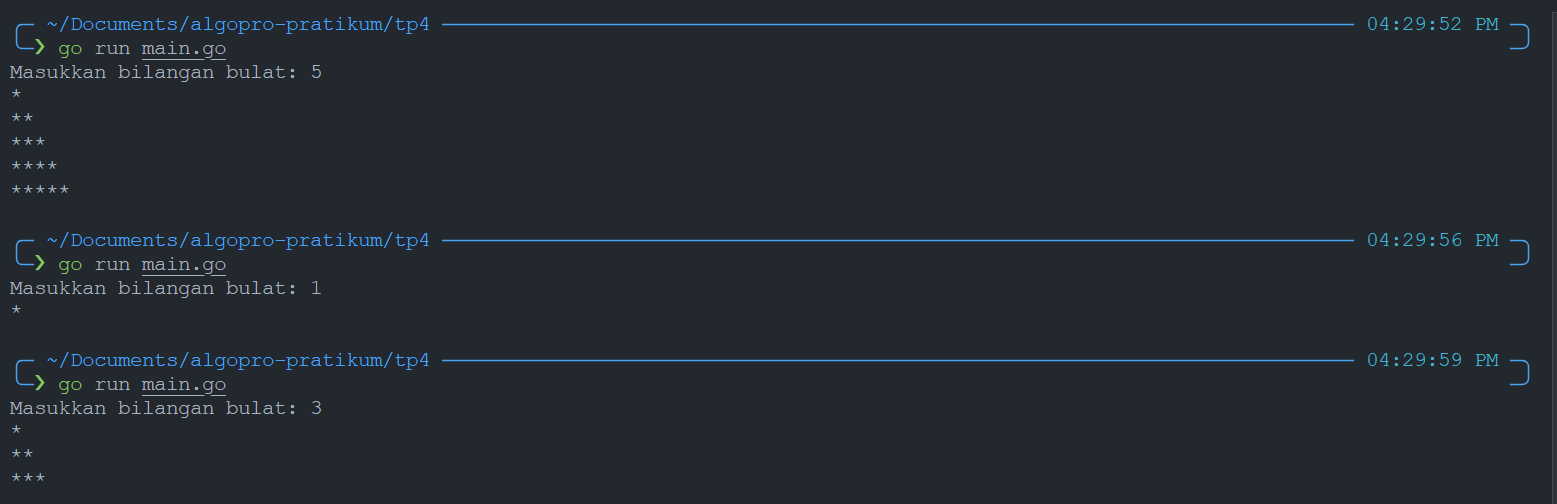 ~/Documents/algopro-pratikum/tp4 04:29:52 PM
❯ go run main.go
Masukkan bilangan bulat: 5
*
**
***
****
*****
~/Documents/algopro-pratikum/tp4 04:29:56 PM
❯ go run main.go
Masukkan bilangan bulat: 1
*
~/Documents/algopro-pratikum/tp4 04:29:59 PM
❯ go run main.go
Masukkan bilangan bulat: 3
*
**
***